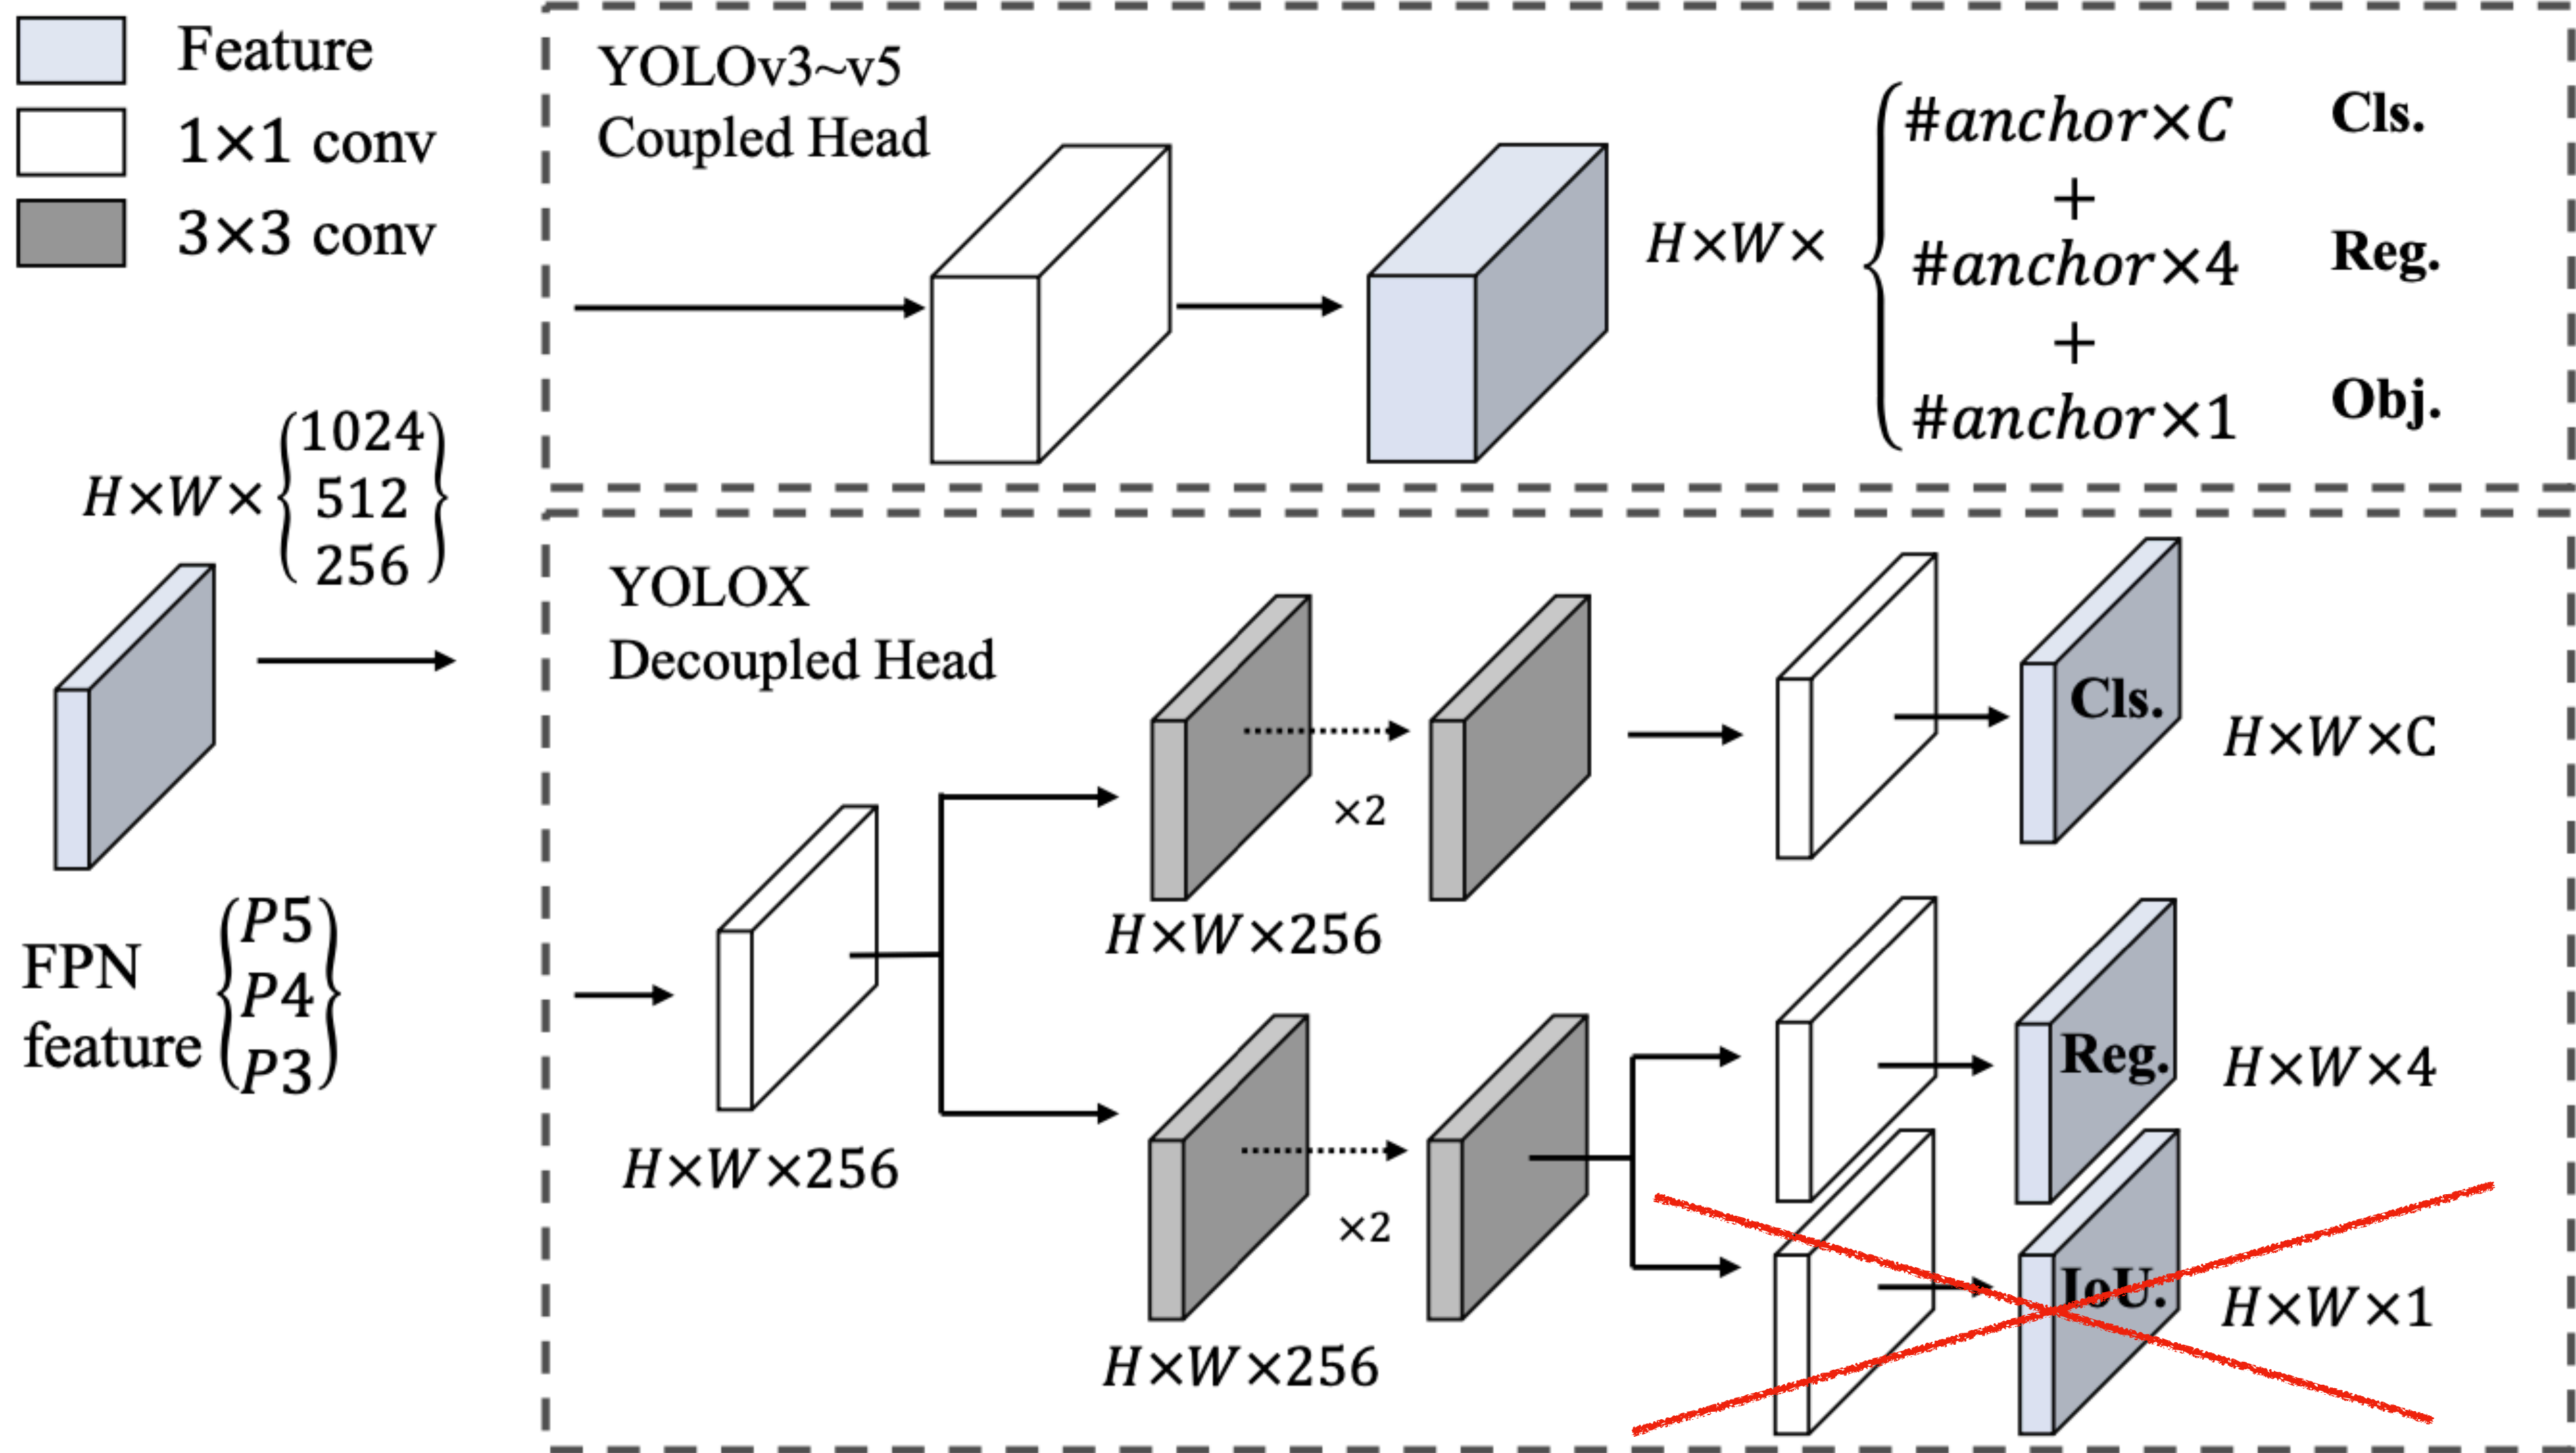 Feature
1×1 conv
3×3 conv
H×W×{1024
512
256}
FPN
feature
{P5
P4
P3}
YOLOv3~v5
Coupled Head
H×W×
#anchor×C Cls.
+
#anchor×4 Reg.
+
#anchor×1 Obj.
YOLOX
Decoupled Head
H×W×256
×2
H×W×256
Cls.
H×W×C
×2
H×W×256
Reg.
H×W×4
IoU.
H×W×1